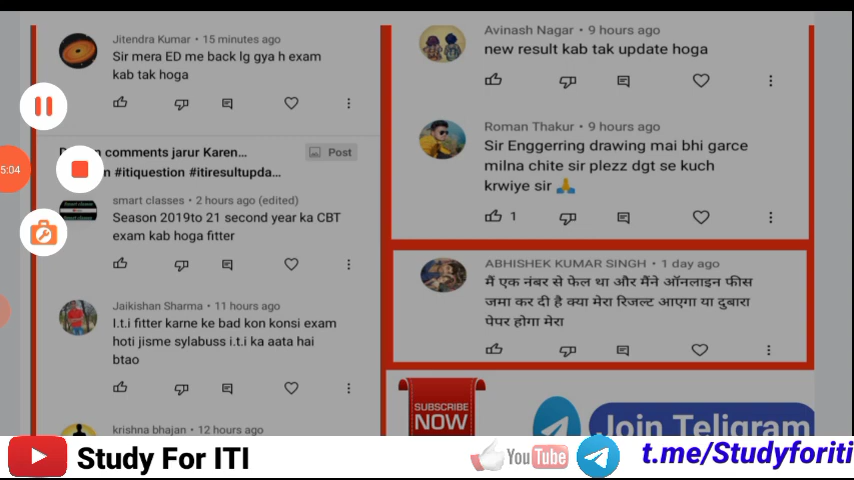 Jitendra Kumar • 15 minutes ago
Sir mera ED me back lg gya h exam
kab tak hoga
comments jarur Karen...
#itiquestion #itiresultupda...
Post
smart classes • 2 hours ago (edited)
Season 2019to 21 second year ka CBT
exam kab hoga fitter
Jaikishan Sharma • 11 hours ago
I.t.i fitter karne ke bad kon konsi exam
hoti jisme sylabuss i.t.i ka aata hai
btao
krishna bhajan • 12 hours ago
5:04
Avinash Nagar • 9 hours ago
new result kab tak update hoga
Roman Thakur • 9 hours ago
Sir Enggerring drawing mai bhi garce
milna chite sir plezz dgt se kuch
krwiye sir 🙏
1
ABHISHEK KUMAR SINGH • 1 day ago
मैं एक नंबर से फेल था और मैंने ऑनलाइन फीस
जमा कर दी है क्या मेरा रिजल्ट आएगा या दुबारा
पेपर होगा मेरा
SUBSCRIBE
NOW
Join Teligram
Study For ITI
YouTube
t.me/Studyforiti